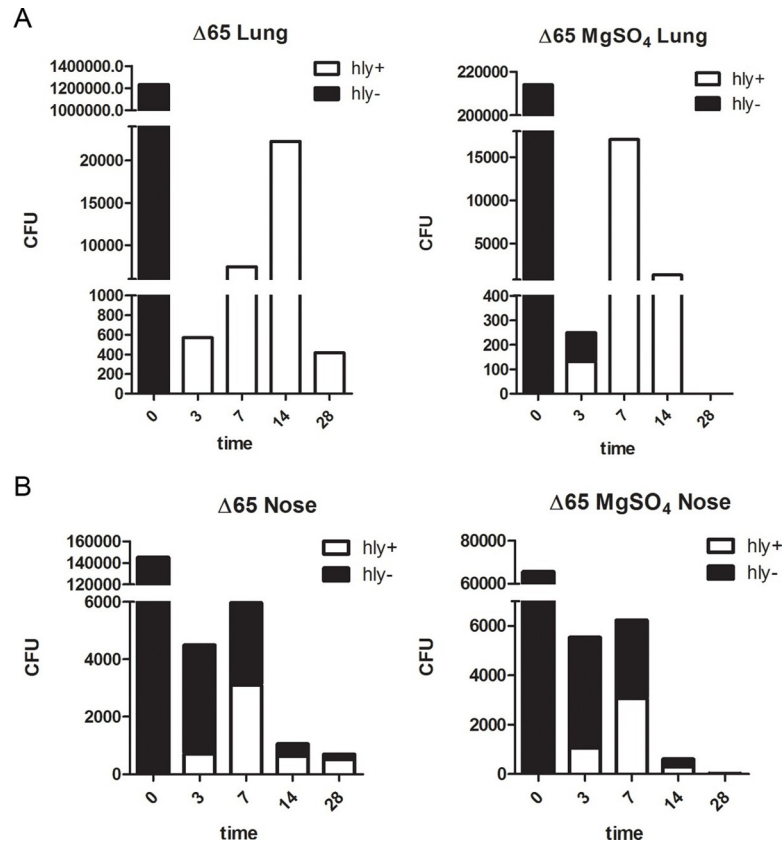 A
Δ65 Lung
1400000.0
1200000.0
1000000.0
20000
15000
10000
1000
800
600
400
200
0
CFU
hly+
hly-
0 3 7 14 28
time
Δ65 MgSO4 Lung
220000
200000
15000
10000
5000
400
300
200
100
0
CFU
hly+
hly-
0 3 7 14 28
time
B
Δ65 Nose
160000
140000
120000
6000
4000
2000
0
CFU
hly+
hly-
0 3 7 14 28
time
Δ65 MgSO4 Nose
80000
60000
6000
4000
2000
0
CFU
hly+
hly-
0 3 7 14 28
time